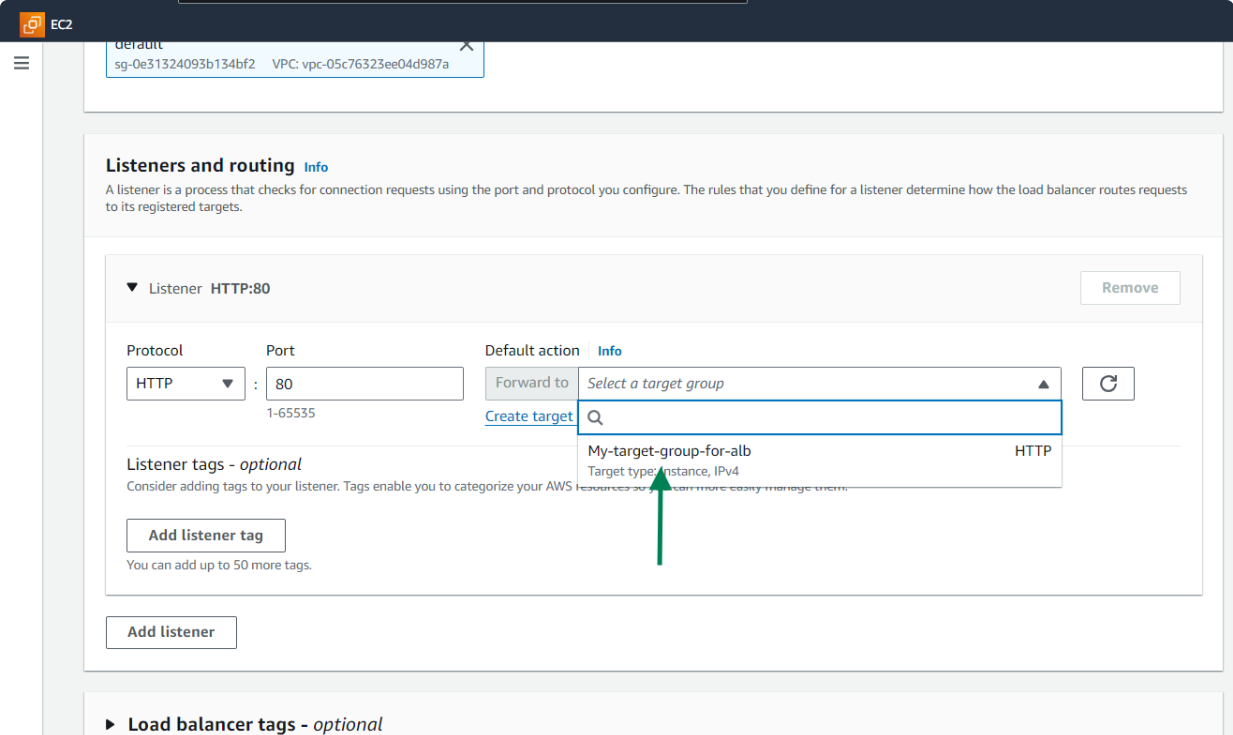 EC2
default
sg-0e31324093b134bf2 VPC: vpc-05c76323ee04d987a
Listeners and routing Info
A listener is a process that checks for connection requests using the port and protocol you configure. The rules that you define for a listener determine how the load balancer routes requests
to its registered targets.
Listener HTTP:80
Remove
Protocol Port Default action Info
HTTP : 80 Forward to Select a target group
1-65535 Create target
My-target-group-for-alb HTTP
Target type: Instance, IPv4
Listener tags - optional
Consider adding tags to your listener. Tags enable you to categorize your AWS resources so you can more easily manage them.
Add listener tag
You can add up to 50 more tags.
Add listener
Load balancer tags - optional